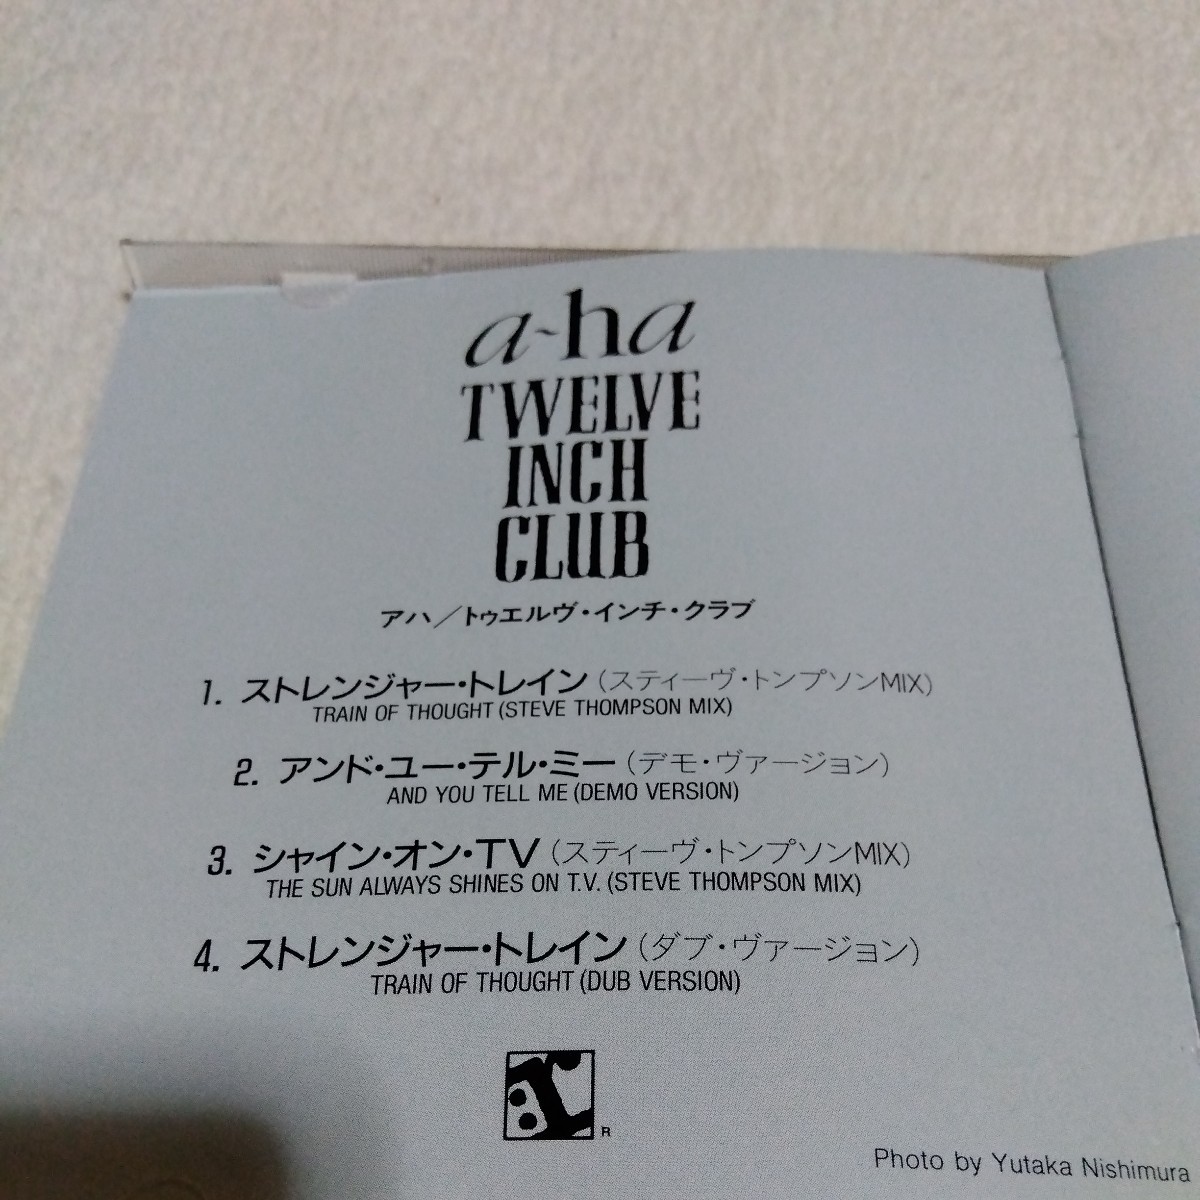 a-ha
TWELVE
INCH
CLUB
アハ／トゥエルヴ・インチ・クラブ
1. ストレンジャー・トレイン（スティーヴ・トンプソンMIX）
TRAIN OF THOUGHT (STEVE THOMPSON MIX)
2. アンド・ユー・テル・ミー（デモ・ヴァージョン）
AND YOU TELL ME (DEMO VERSION)
3. シャイン・オン・TV（スティーヴ・トンプソンMIX）
THE SUN ALWAYS SHINES ON T.V. (STEVE THOMPSON MIX)
4. ストレンジャー・トレイン（ダブ・ヴァージョン）
TRAIN OF THOUGHT (DUB VERSION)
R
Photo by Yutaka Nishimura